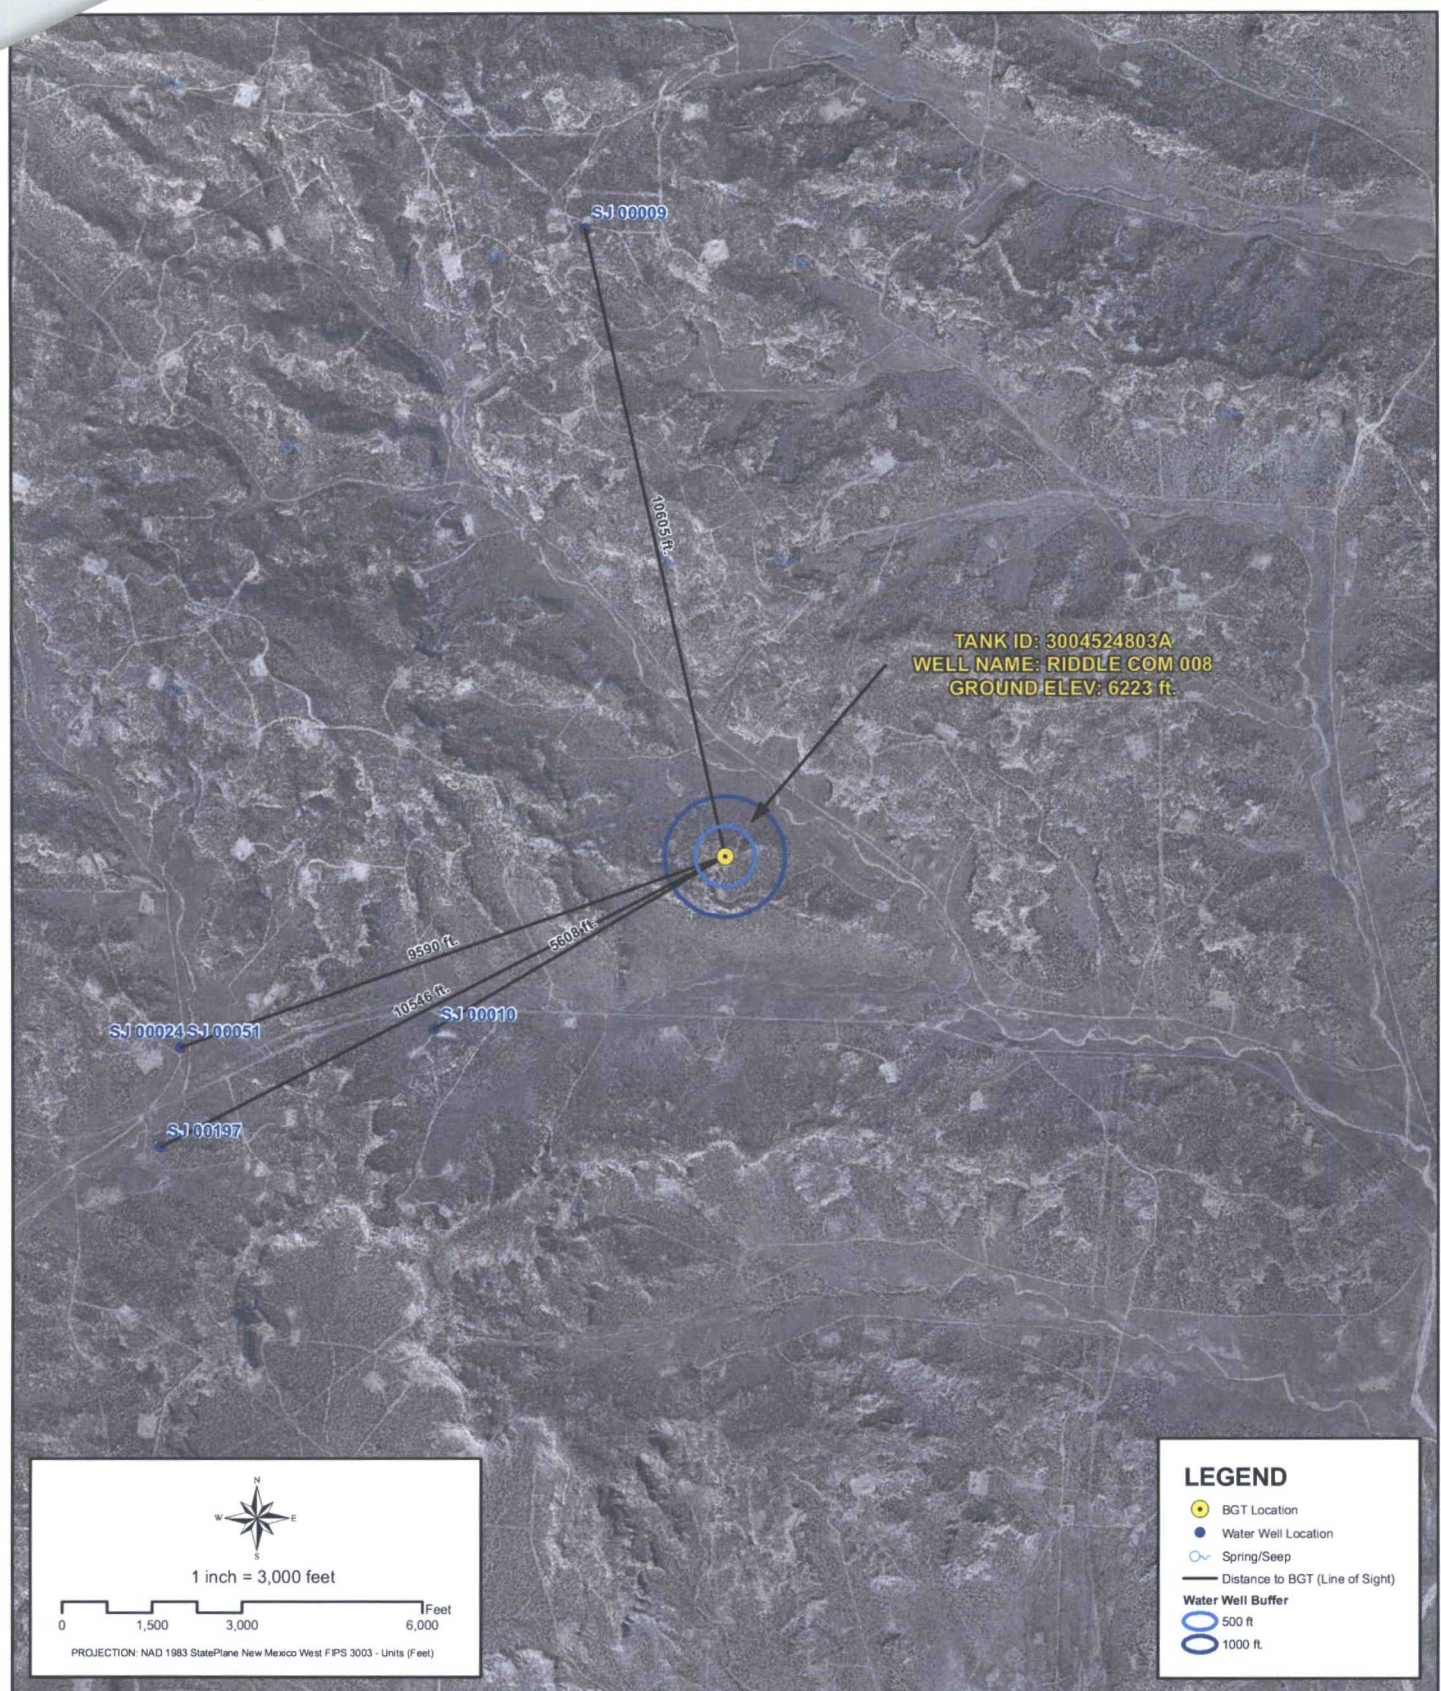 SJ 00009
10605 ft.
TANK ID: 3004524803A
WELL NAME: RIDDLE COM 008
GROUND ELEV: 6223 ft.
5608 ft.
9590 ft.
10546 ft.
SJ 00010
SJ 00024 SJ 00051
SJ 00197
N
W E
S
1 inch = 3,000 feet
Feet
0 1,500 3,000 6,000
PROJECTION: NAD 1983 StatePlane New Mexico West FIPS 3003 - Units (Feet)
LEGEND
BGT Location
Water Well Location
Spring/Seep
Distance to BGT (Line of Sight)
Water Well Buffer
500 ft
1000 ft.